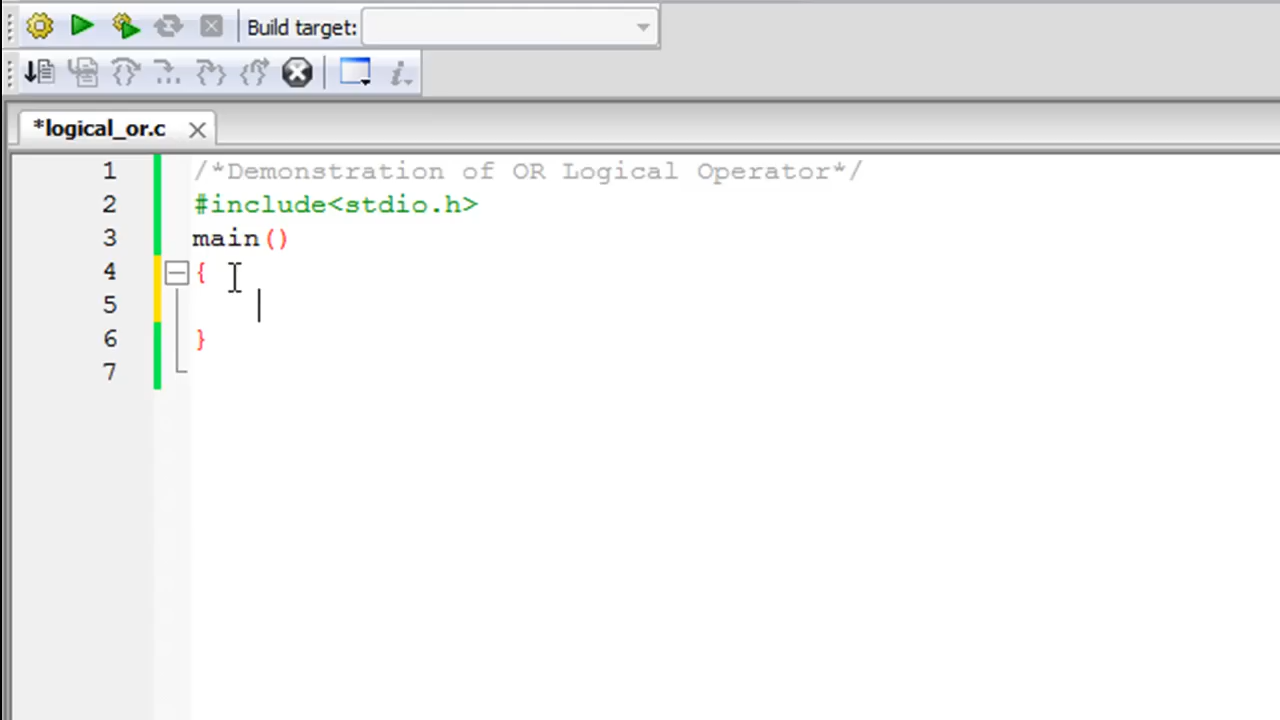 Build target:
*logical_or.c
1 /*Demonstration of OR Logical Operator*/
2 #include<stdio.h>
3 main()
4 {
5
6 }
7